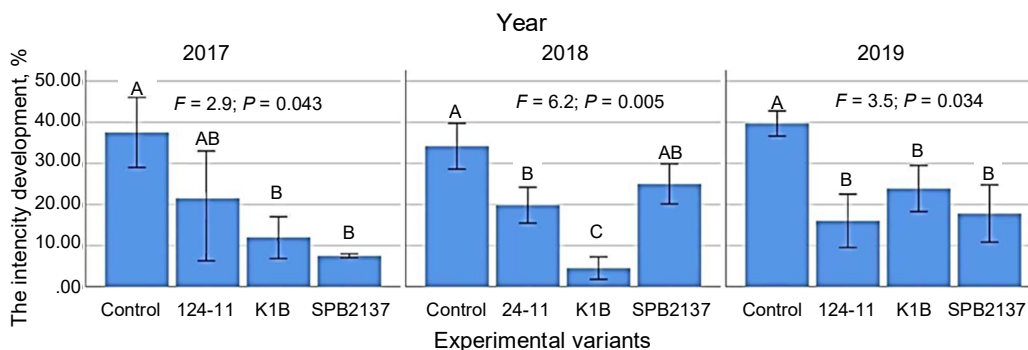 Year
2017 2018 2019
The intencity development, %
50.00
40.00
30.00
20.00
10.00
.00
A AB B B
F = 2.9; P = 0.043
A B C AB
F = 6.2; P = 0.005
A B B B
F = 3.5; P = 0.034
Control 124-11 K1B SPB2137 Control 24-11 K1B SPB2137 Control 124-11 K1B SPB2137
Experimental variants